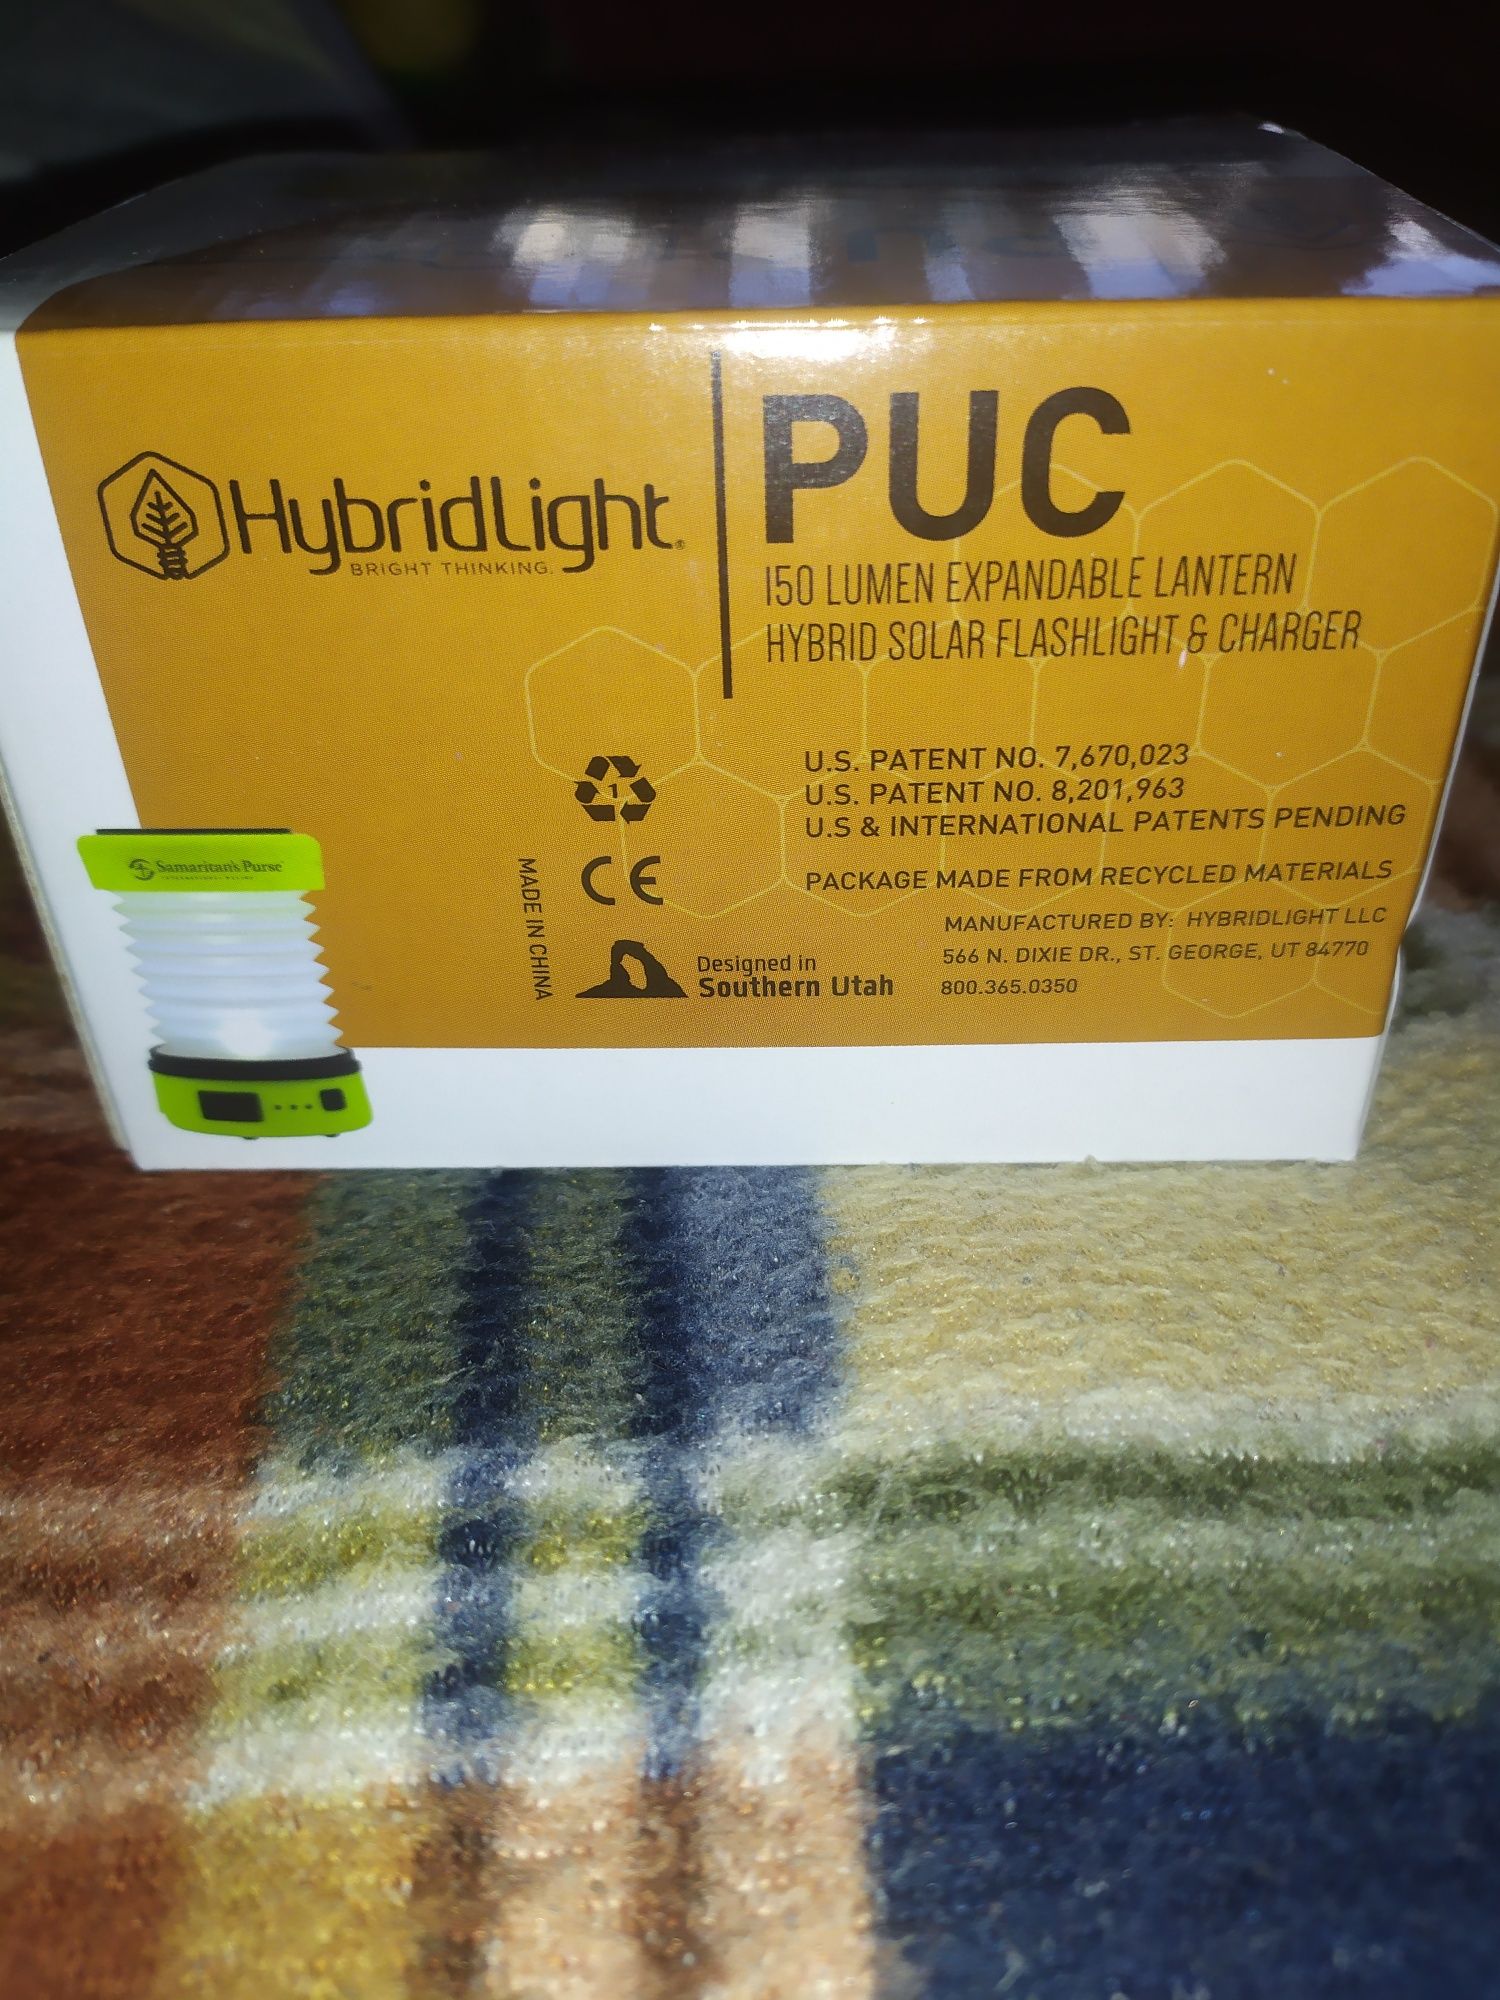 HybridLight®
BRIGHT THINKING.
PUC
150 LUMEN EXPANDABLE LANTERN
HYBRID SOLAR FLASHLIGHT & CHARGER
1
U.S. PATENT NO. 7,670,023
U.S. PATENT NO. 8,201,963
U.S & INTERNATIONAL PATENTS PENDING
CE
MADE IN CHINA
PACKAGE MADE FROM RECYCLED MATERIALS
MANUFACTURED BY: HYBRIDLIGHT LLC
566 N. DIXIE DR., ST. GEORGE, UT 84770
800.365.0350
Designed in
Southern Utah
Samaritan's Purse